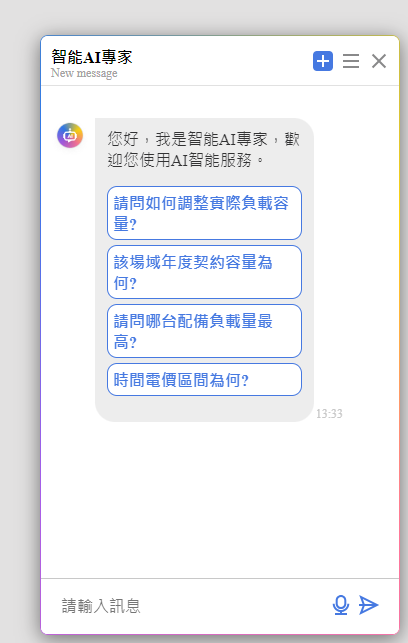 智能AI專家
New message
您好，我是智能AI專家，歡
迎您使用AI智能服務。
請問如何調整實際負載容
量?
該場域年度契約容量為
何?
請問哪台配備負載量最
高?
時間電價區間為何?
13:33
請輸入訊息